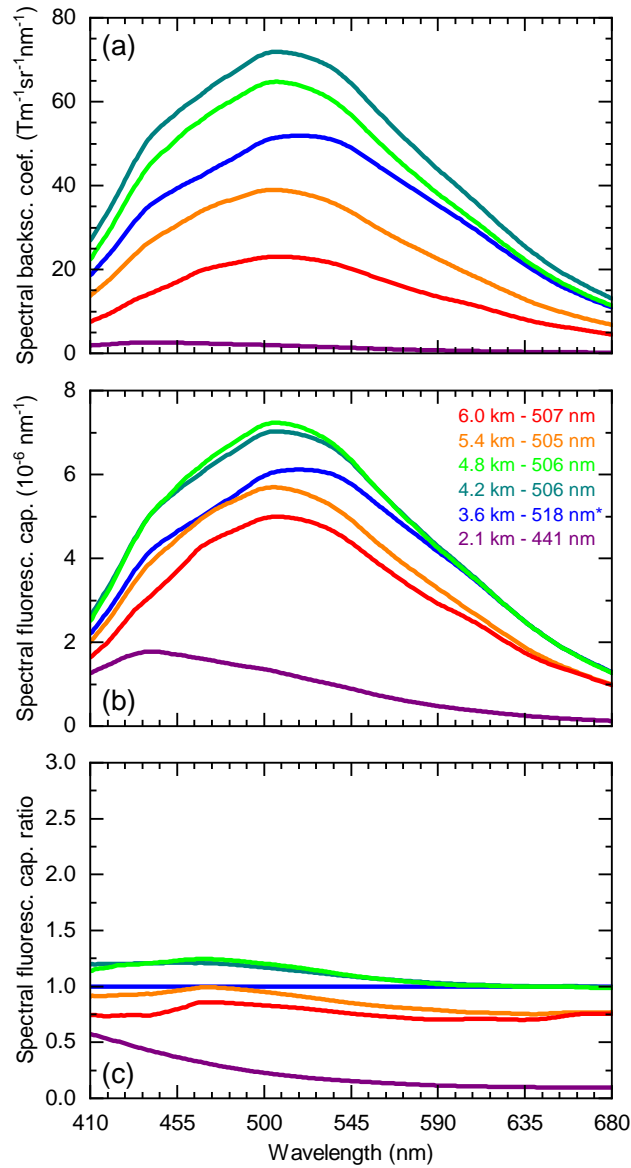 (a)
Spectral backsc. coef. (Tm⁻¹sr⁻¹nm⁻¹)
80
60
40
20
0
(b)
Spectral fluoresc. cap. (10⁻⁶ nm⁻¹)
8
6
4
2
0
6.0 km - 507 nm
5.4 km - 505 nm
4.8 km - 506 nm
4.2 km - 506 nm
3.6 km - 518 nm*
2.1 km - 441 nm
(c)
Spectral fluoresc. cap. ratio
3.0
2.5
2.0
1.5
1.0
0.5
0.0
410 455 500 545 590 635 680
Wavelength (nm)